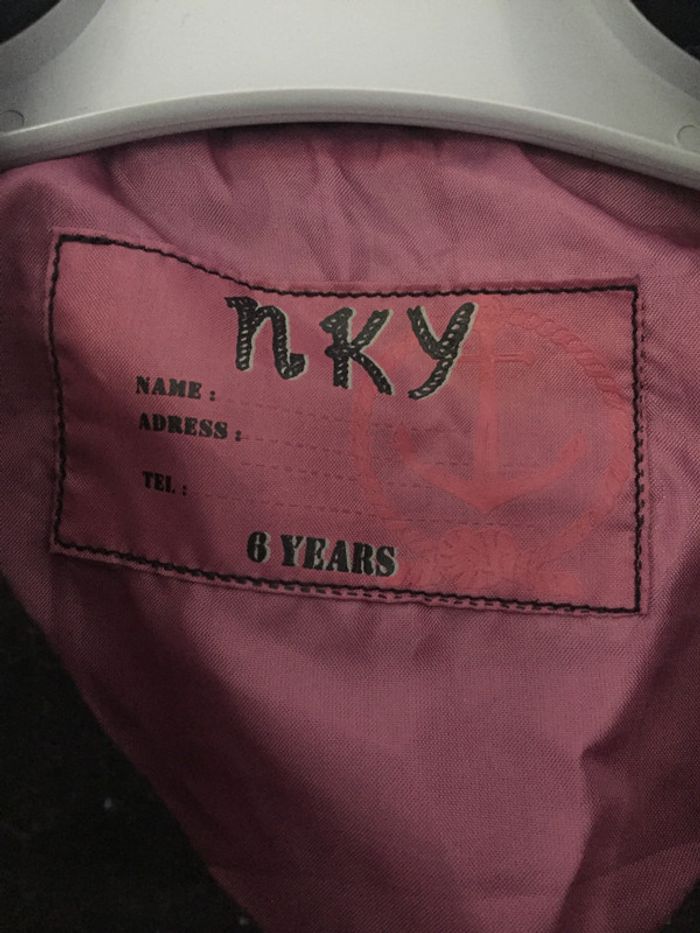 nky
NAME :
ADRESS :
TEL :
6 YEARS